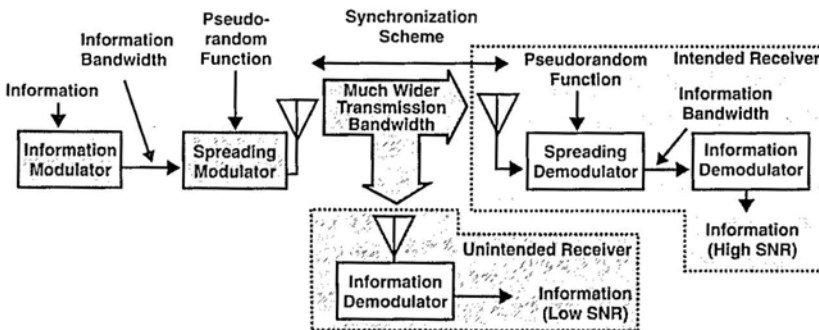 Pseudo-
random
Function
Synchronization
Scheme
Information
Bandwidth
Information
Information
Modulator
Spreading
Modulator
Much Wider
Transmission
Bandwidth
Pseudorandom
Function
Intended Receiver
Information
Bandwidth
Spreading
Demodulator
Information
Demodulator
Information
(High SNR)
Unintended Receiver
Information
Demodulator
Information
(Low SNR)